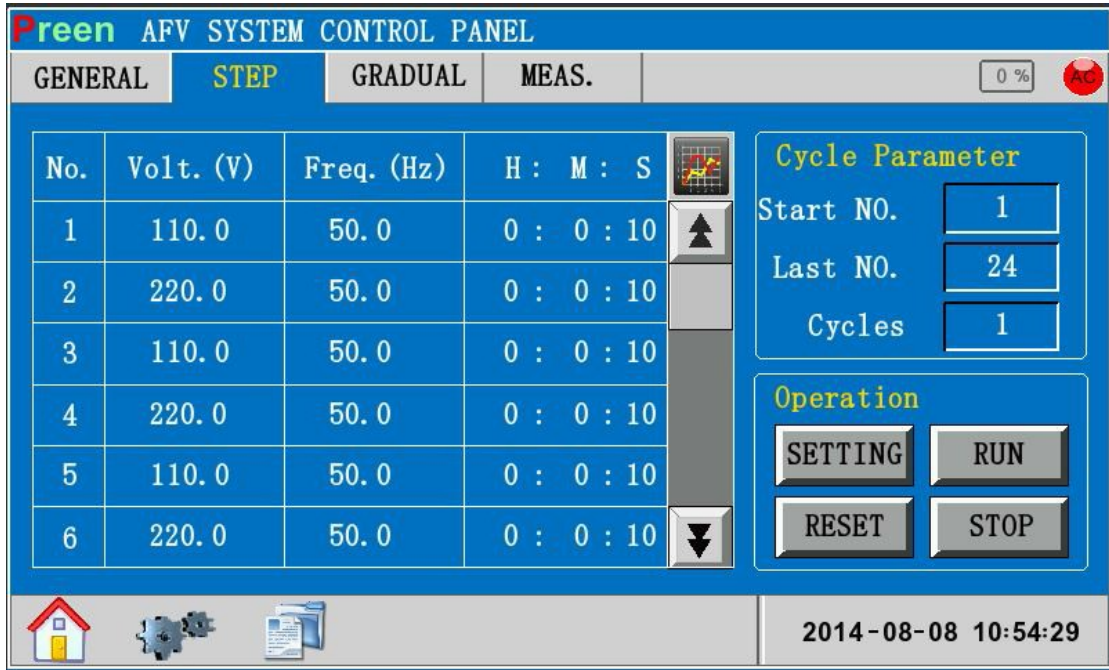 Preen AFV SYSTEM CONTROL PANEL
GENERAL STEP GRADUAL MEAS. 0 % AC
No. Volt. (V) Freq. (Hz) H : M : S
1 110.0 50.0 0 : 0 : 10
2 220.0 50.0 0 : 0 : 10
3 110.0 50.0 0 : 0 : 10
4 220.0 50.0 0 : 0 : 10
5 110.0 50.0 0 : 0 : 10
6 220.0 50.0 0 : 0 : 10
Cycle Parameter
Start NO. 1
Last NO. 24
Cycles 1
Operation
SETTING RUN
RESET STOP
2014-08-08 10:54:29